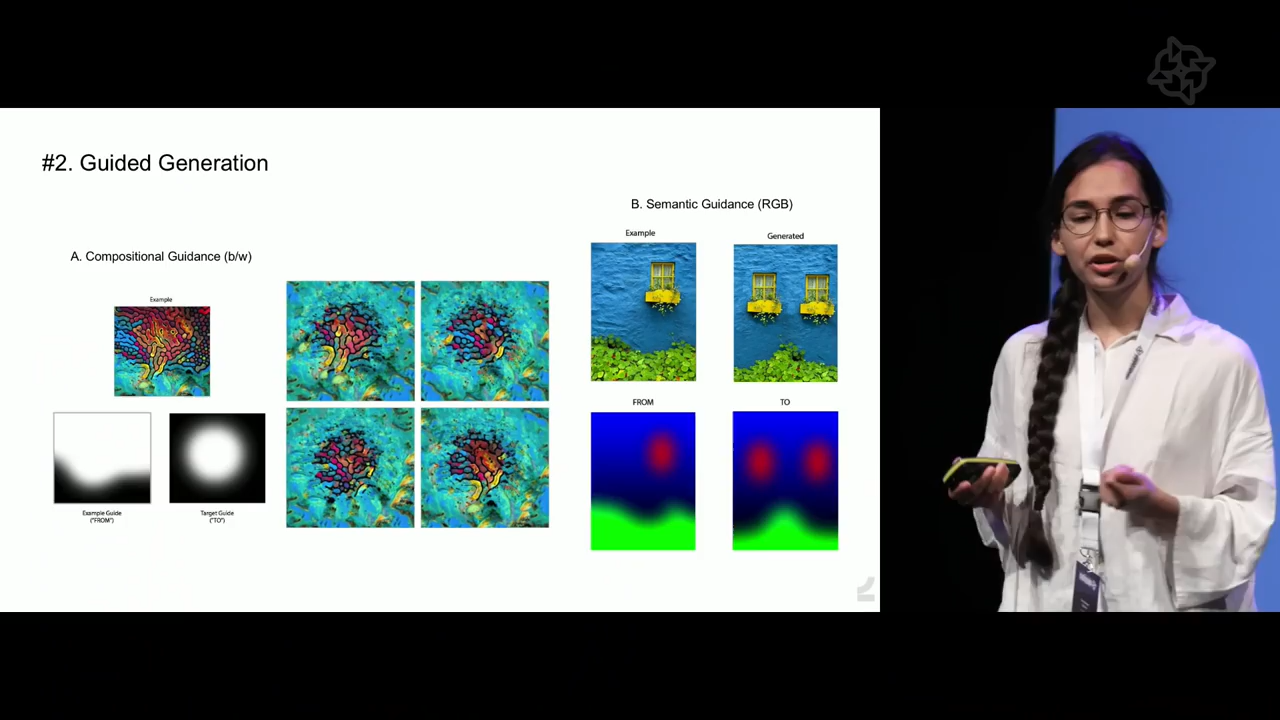 #2. Guided Generation
A. Compositional Guidance (b/w)
Example
Example Guide
("FROM")
Target Guide
("TO")
B. Semantic Guidance (RGB)
Example
Generated
FROM
TO